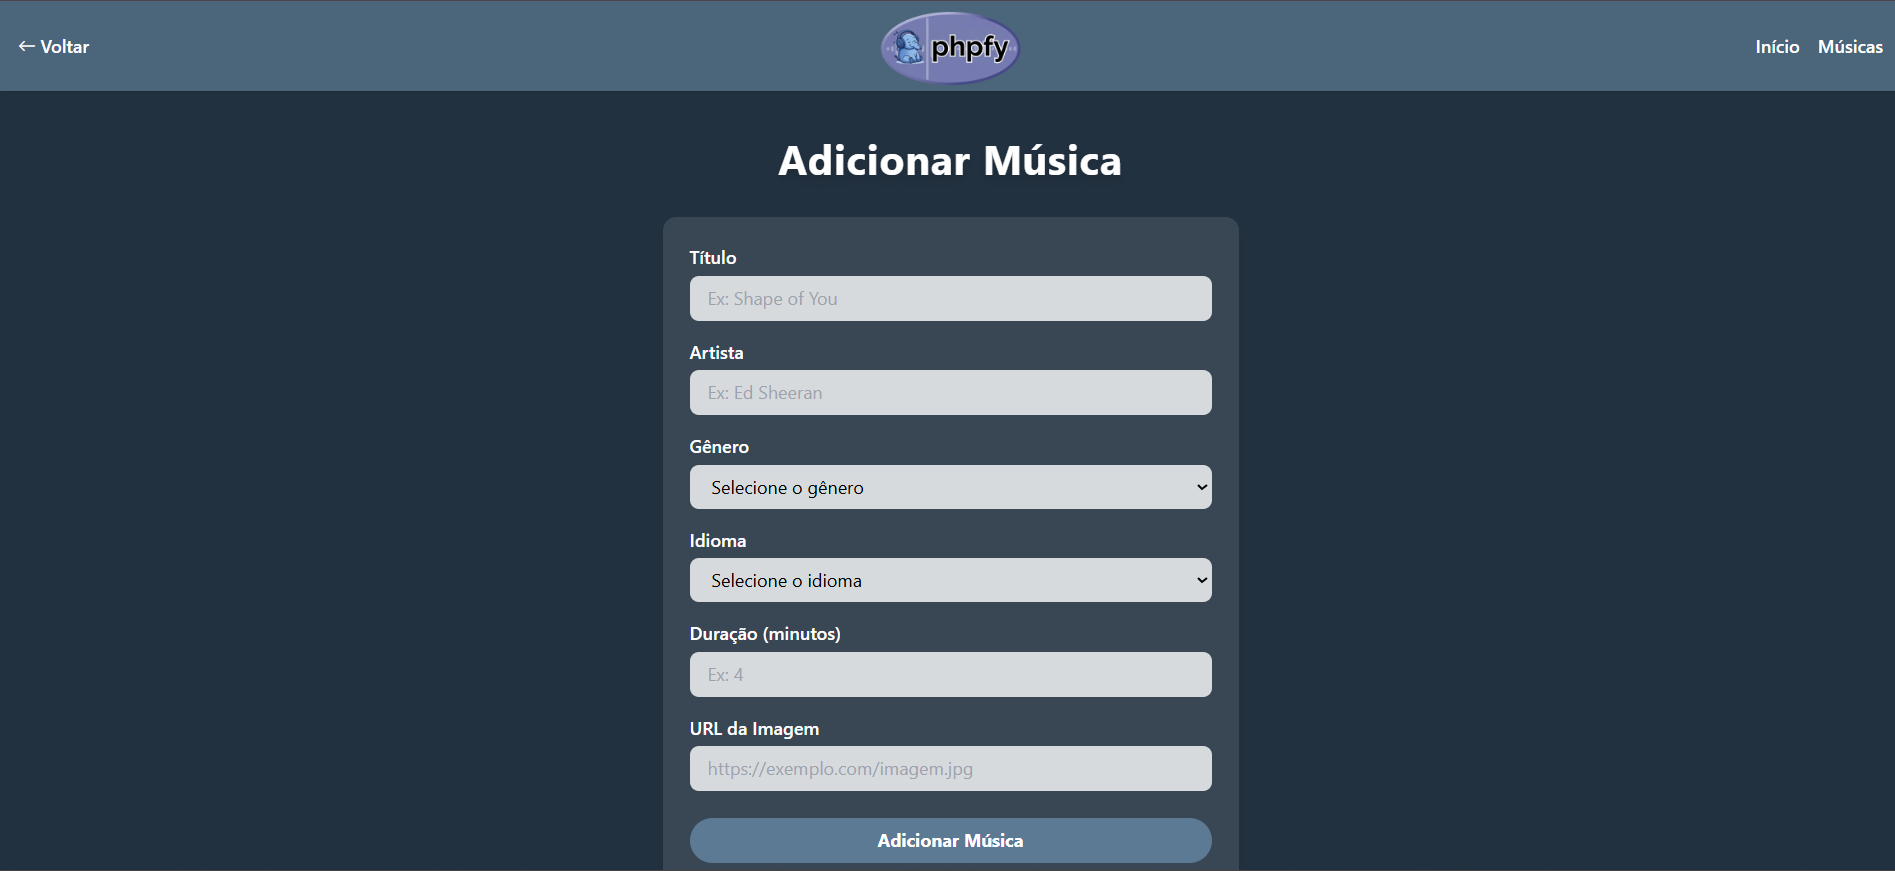 ← Voltar
phpfy
Início Músicas
Adicionar Música
Título
Ex: Shape of You
Artista
Ex: Ed Sheeran
Gênero
Selecione o gênero
Idioma
Selecione o idioma
Duração (minutos)
Ex: 4
URL da Imagem
https://exemplo.com/imagem.jpg
Adicionar Música